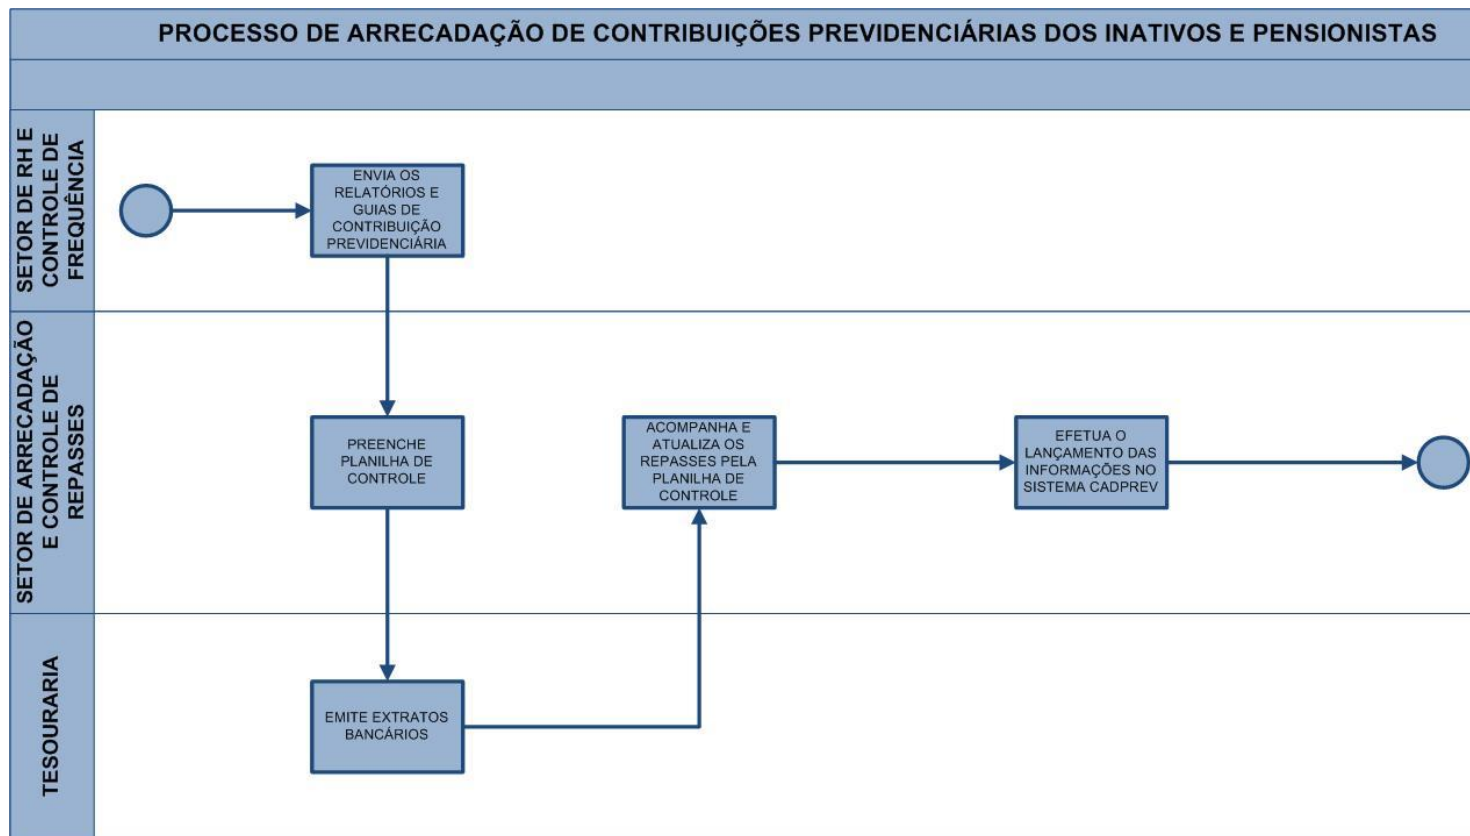 PROCESSO DE ARRECADAÇÃO DE CONTRIBUIÇÕES PREVIDENCIÁRIAS DOS INATIVOS E PENSIONISTAS
SETOR DE RH E
CONTROLE DE
FREQUÊNCIA
ENVIA OS
RELATÓRIOS E
GUIAS DE
CONTRIBUIÇÃO
PREVIDENCIÁRIA
SETOR DE ARRECADAÇÃO
E CONTROLE DE
REPASSES
PREENCHE
PLANILHA DE
CONTROLE
ACOMPANHA E
ATUALIZA OS
REPASSES PELA
PLANILHA DE
CONTROLE
EFETUA O
LANÇAMENTO DAS
INFORMAÇÕES NO
SISTEMA CADPREV
TESOURARIA
EMITE EXTRATOS
BANCÁRIOS